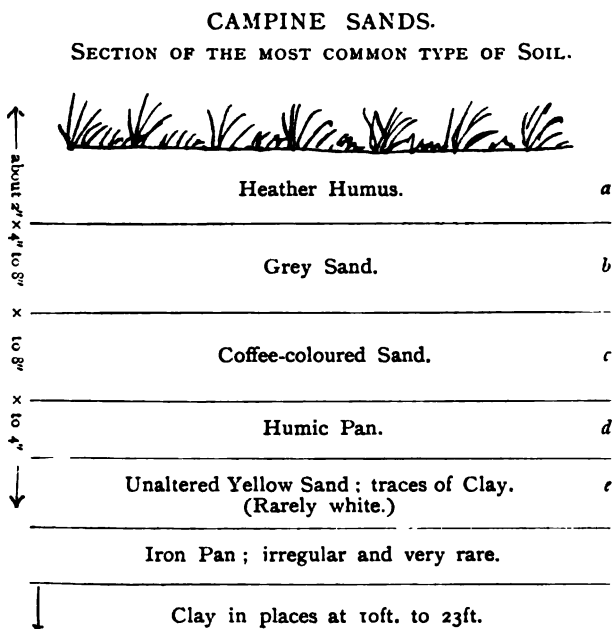 CAMPINE SANDS.
SECTION OF THE MOST COMMON TYPE OF SOIL.
about 2" × 4" to 8" × to 8" × to 4"
Heather Humus. a
Grey Sand. b
Coffee-coloured Sand. c
Humic Pan. d
Unaltered Yellow Sand ; traces of Clay. e
(Rarely white.)
Iron Pan ; irregular and very rare.
Clay in places at 10ft. to 23ft.